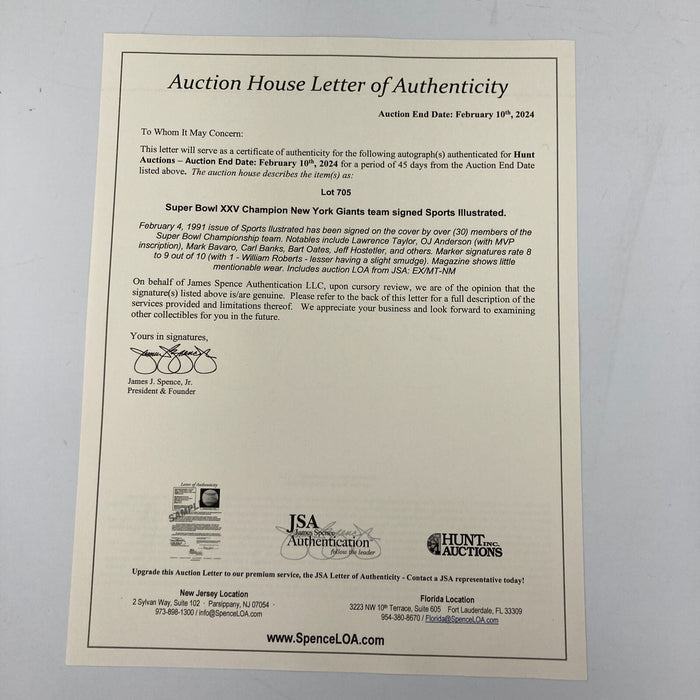 Auction House Letter of Authenticity
Auction End Date: February 10th, 2024
To Whom It May Concern:
This letter will serve as a certificate of authenticity for the following autograph(s) authenticated for Hunt
Auctions – Auction End Date: February 10th, 2024 for a period of 45 days from the Auction End Date
listed above. The auction house describes the item(s) as:
Lot 705
Super Bowl XXV Champion New York Giants team signed Sports Illustrated.
February 4, 1991 issue of Sports Illustrated has been signed on the cover by over (30) members of the
Super Bowl Championship team. Notables include Lawrence Taylor, OJ Anderson (with MVP
inscription), Mark Bavaro, Carl Banks, Bart Oates, Jeff Hostetler, and others. Marker signatures rate 8
to 9 out of 10 (with 1 - William Roberts - lesser having a slight smudge). Magazine shows little
mentionable wear. Includes auction LOA from JSA: EX/MT-NM
On behalf of James Spence Authentication LLC, upon cursory review, we are of the opinion that the
signature(s) listed above is/are genuine. Please refer to the back of this letter for a full description of the
services provided and limitations thereof. We appreciate your business and look forward to examining
other collectibles for you in the future.
Yours in signatures,
James J. Spence, Jr.
President & Founder
Letter of Authenticity
SAMPLE
JSA
James Spence
Authentication
follow the leader
HUNT INC.
AUCTIONS
Upgrade this Auction Letter to our premium service, the JSA Letter of Authenticity - Contact a JSA representative today!
New Jersey Location
2 Sylvan Way, Suite 102 · Parsippany, NJ 07054 ·
973-898-1300 / info@SpenceLOA.com
Florida Location
3223 NW 10th Terrace, Suite 605 Fort Lauderdale, FL 33309
954-380-8670 / Florida@SpenceLOA.com
www.SpenceLOA.com